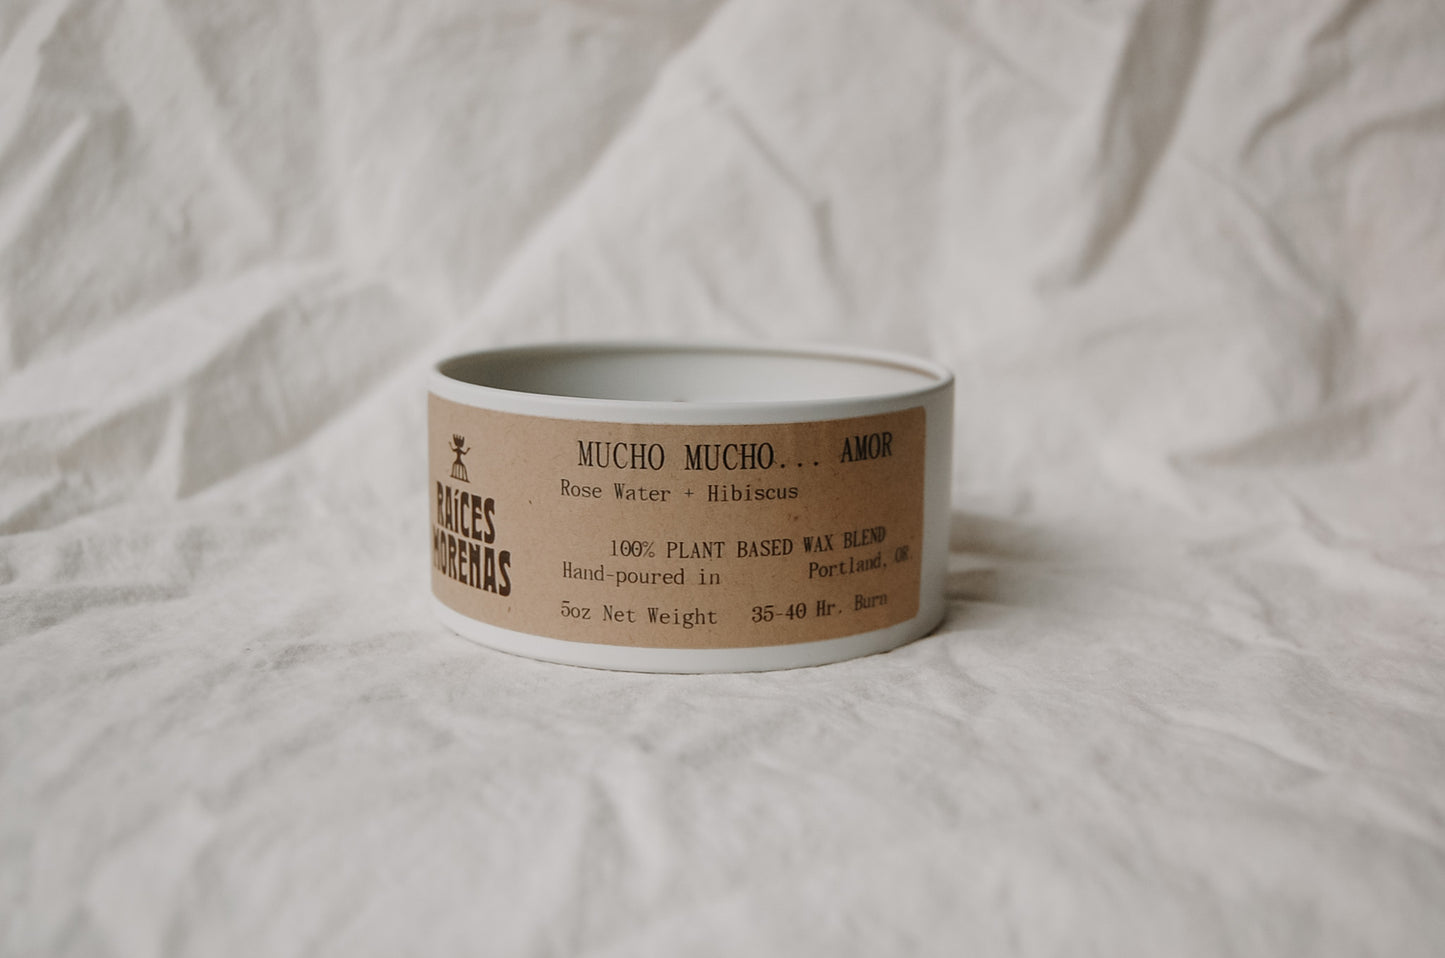 RAíCES
MORENAS
MUCHO MUCHO... AMOR
Rose Water + Hibiscus
100% PLANT BASED WAX BLEND
Hand-poured in Portland, OR.
5oz Net Weight 35-40 Hr. Burn